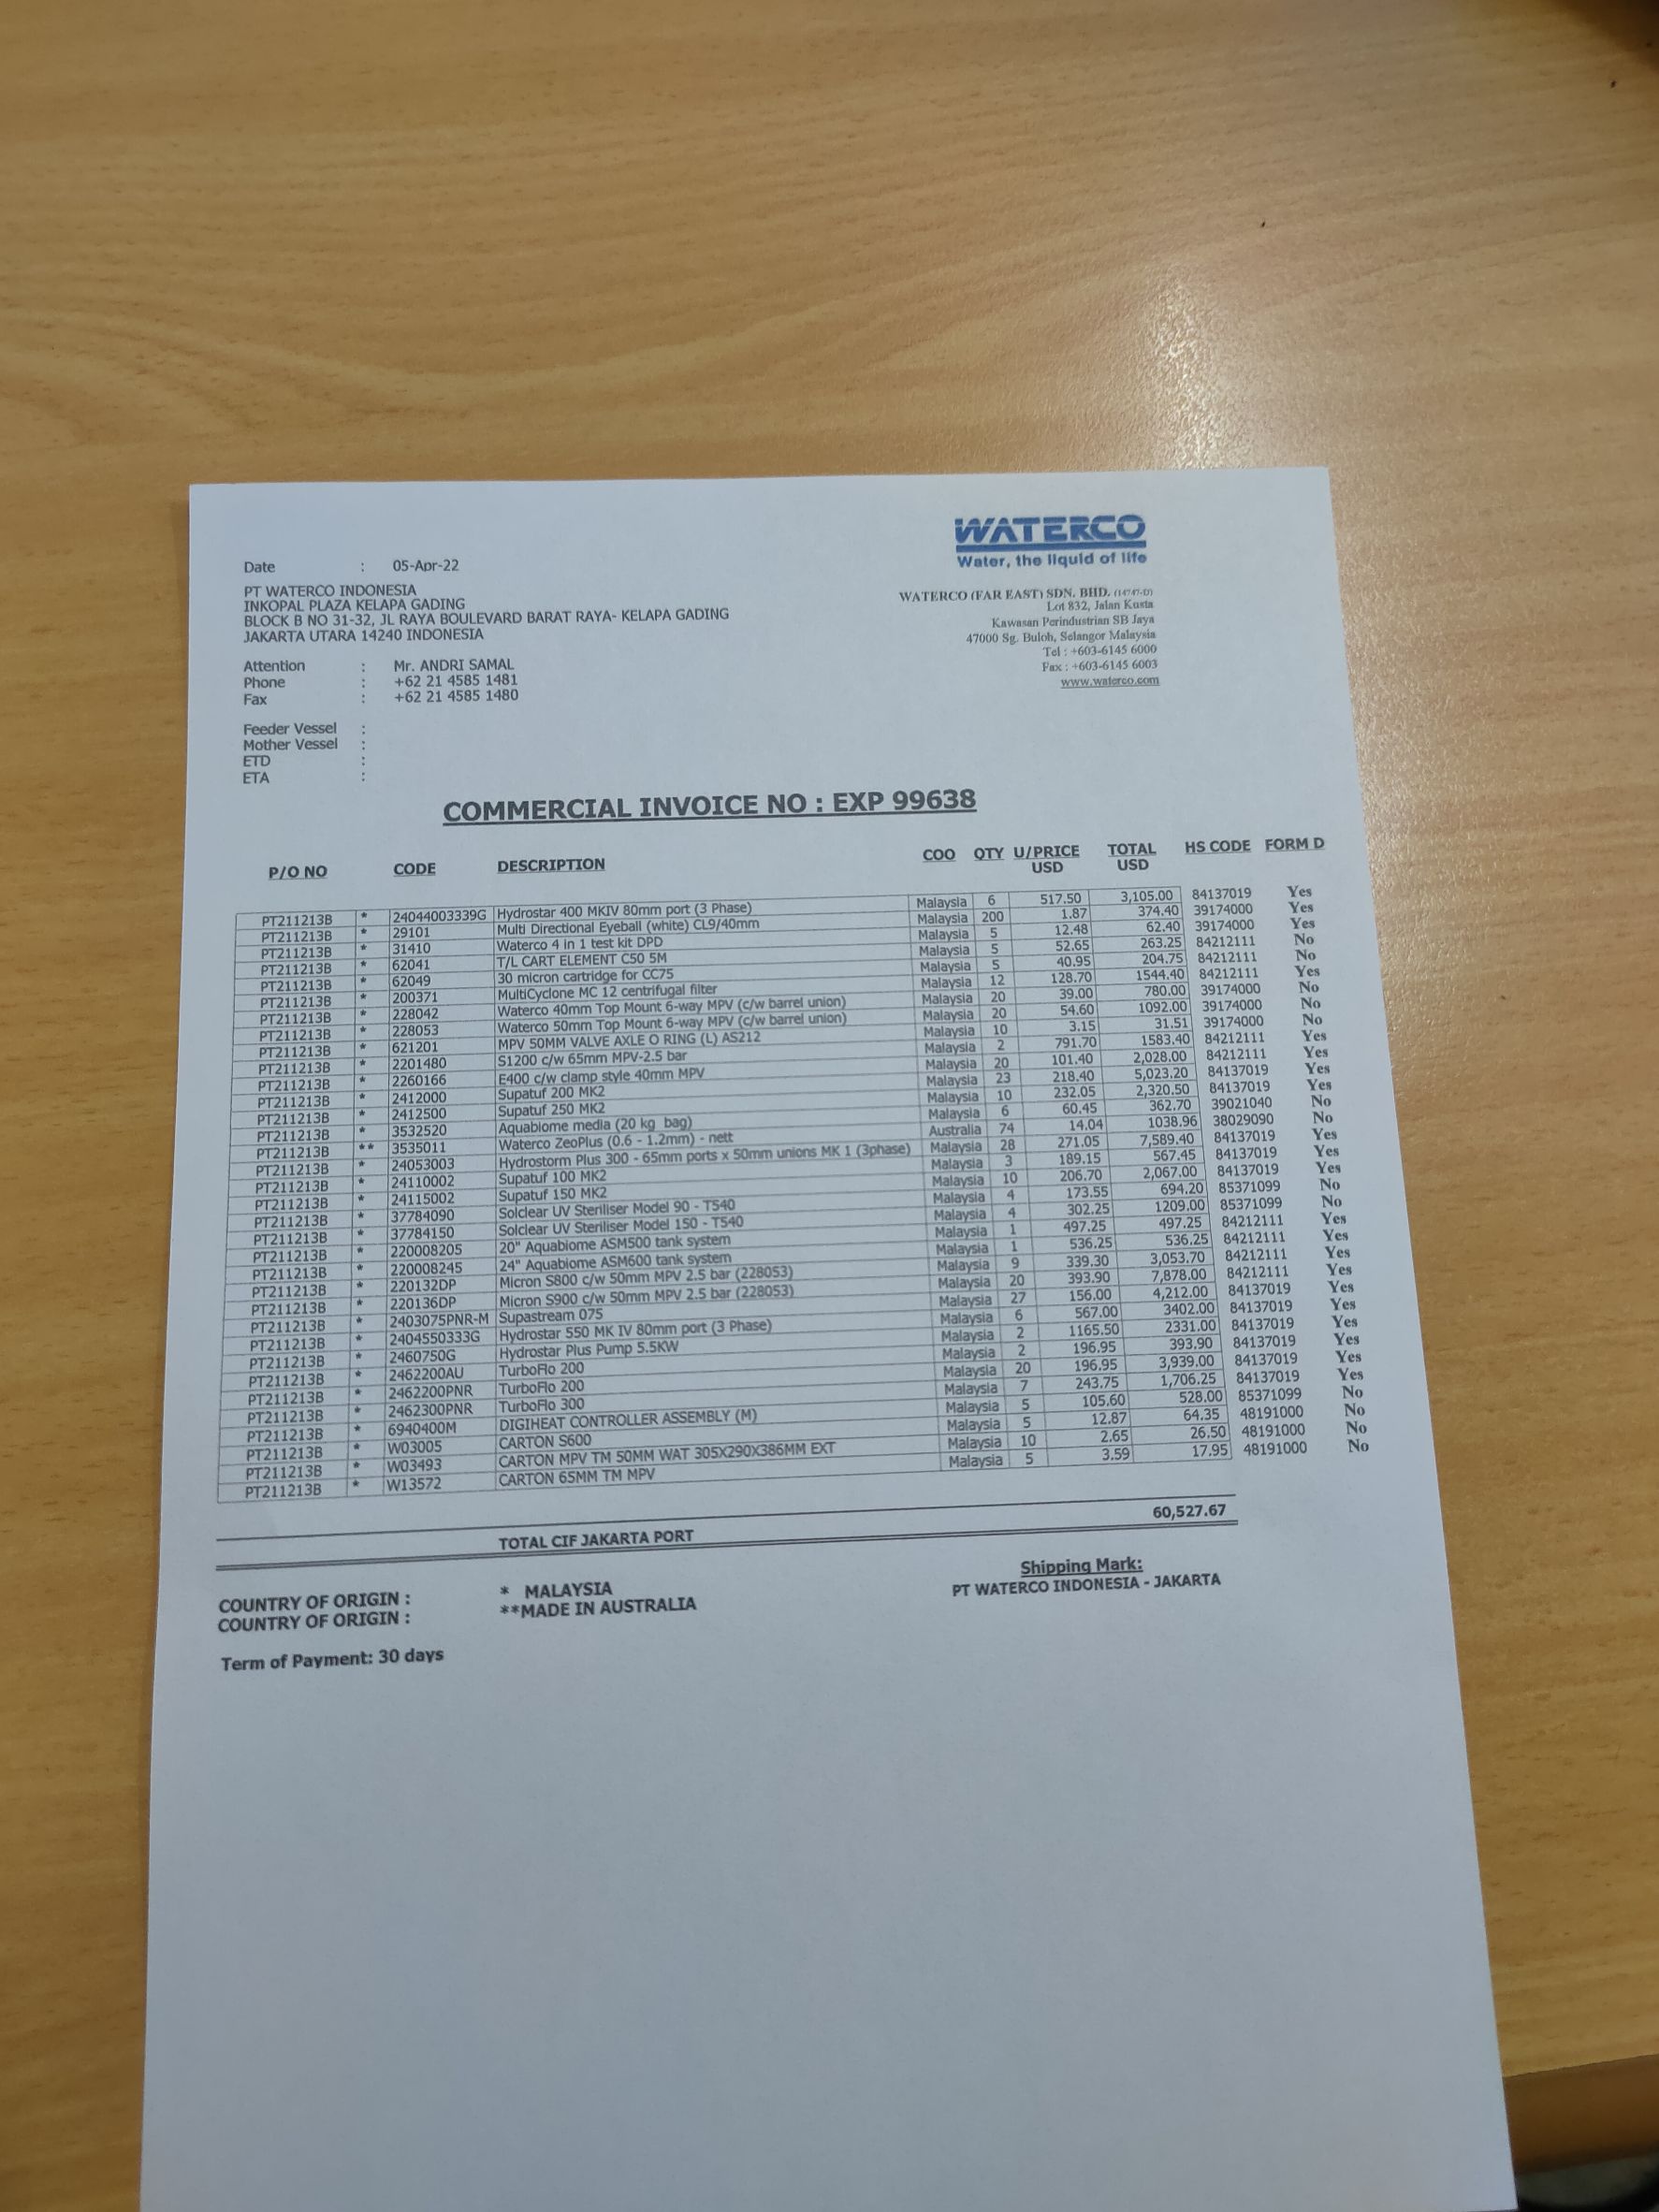 WATERCO
Water, the liquid of life
Date : 05-Apr-22
PT WATERCO INDONESIA
INKOPAL PLAZA KELAPA GADING
BLOCK B NO 31-32, JL RAYA BOULEVARD BARAT RAYA- KELAPA GADING
JAKARTA UTARA 14240 INDONESIA
WATERCO (FAR EAST) SDN. BHD.
Lot 832, Jalan Kusta
Kawasan Perindustrian SB Jaya
47000 Sg. Buloh, Selangor Malaysia
Tel : +603-6145 6000
Fax : +603-6145 6003
www.waterco.com
Attention : Mr. ANDRI SAMAL
Phone : +62 21 4585 1481
Fax : +62 21 4585 1480
Feeder Vessel :
Mother Vessel :
ETD :
ETA :
COMMERCIAL INVOICE NO : EXP 99638
P/O NO CODE DESCRIPTION COO QTY U/PRICE USD TOTAL USD HS CODE FORM D
PT211213B * 24044003339G Hydrostar 400 MKIV 80mm port (3 Phase) Malaysia 6 517.50 3,105.00 84137019 Yes
PT211213B * 29101 Multi Directional Eyeball (white) CL9/40mm Malaysia 200 1.87 374.40 39174000 Yes
PT211213B * 31410 Waterco 4 in 1 test kit DPD Malaysia 5 12.48 62.40 39174000 Yes
PT211213B * 62041 T/L CART ELEMENT C50 5M Malaysia 5 52.65 263.25 84212111 No
PT211213B * 62049 30 micron cartridge for CC75 Malaysia 5 40.95 204.75 84212111 No
PT211213B * 200371 MultiCyclone MC 12 centrifugal filter Malaysia 12 128.70 1544.40 84212111 Yes
PT211213B * 228042 Waterco 40mm Top Mount 6-way MPV (c/w barrel union) Malaysia 20 39.00 780.00 39174000 No
PT211213B * 228053 Waterco 50mm Top Mount 6-way MPV (c/w barrel union) Malaysia 20 54.60 1092.00 39174000 No
PT211213B * 621201 MPV 50MM VALVE AXLE O RING (L) AS212 Malaysia 10 3.15 31.51 39174000 No
PT211213B * 2201480 S1200 c/w 65mm MPV-2.5 bar Malaysia 2 791.70 1583.40 84212111 Yes
PT211213B * 2260166 E400 c/w clamp style 40mm MPV Malaysia 20 101.40 2,028.00 84212111 Yes
PT211213B * 2412000 Supatuf 200 MK2 Malaysia 23 218.40 5,023.20 84137019 Yes
PT211213B * 2412500 Supatuf 250 MK2 Malaysia 10 232.05 2,320.50 84137019 Yes
PT211213B * 3532520 Aquabiome media (20 kg bag) Malaysia 6 60.45 362.70 39021040 No
PT211213B ** 3535011 Waterco ZeoPlus (0.6 - 1.2mm) - nett Australia 74 14.04 1038.96 38029090 No
PT211213B * 24053003 Hydrostorm Plus 300 - 65mm ports x 50mm unions MK 1 (3phase) Malaysia 28 271.05 7,589.40 84137019 Yes
PT211213B * 24110002 Supatuf 100 MK2 Malaysia 3 189.15 567.45 84137019 Yes
PT211213B * 24115002 Supatuf 150 MK2 Malaysia 10 206.70 2,067.00 84137019 Yes
PT211213B * 37784090 Solclear UV Steriliser Model 90 - T540 Malaysia 4 173.55 694.20 85371099 No
PT211213B * 37784150 Solclear UV Steriliser Model 150 - T540 Malaysia 4 302.25 1209.00 85371099 No
PT211213B * 220008205 20" Aquabiome ASM500 tank system Malaysia 1 497.25 497.25 84212111 Yes
PT211213B * 220008245 24" Aquabiome ASM600 tank system Malaysia 1 536.25 536.25 84212111 Yes
PT211213B * 220132DP Micron S800 c/w 50mm MPV 2.5 bar (228053) Malaysia 9 339.30 3,053.70 84212111 Yes
PT211213B * 220136DP Micron S900 c/w 50mm MPV 2.5 bar (228053) Malaysia 20 393.90 7,878.00 84212111 Yes
PT211213B * 2403075PNR-M Supastream 075 Malaysia 27 156.00 4,212.00 84137019 Yes
PT211213B * 2404550333G Hydrostar 550 MK IV 80mm port (3 Phase) Malaysia 6 567.00 3402.00 84137019 Yes
PT211213B * 2460750G Hydrostar Plus Pump 5.5KW Malaysia 2 1165.50 2331.00 84137019 Yes
PT211213B * 2462200AU TurboFlo 200 Malaysia 2 196.95 393.90 84137019 Yes
PT211213B * 2462200PNR TurboFlo 200 Malaysia 20 196.95 3,939.00 84137019 Yes
PT211213B * 2462300PNR TurboFlo 300 Malaysia 7 243.75 1,706.25 84137019 Yes
PT211213B * 6940400M DIGIHEAT CONTROLLER ASSEMBLY (M) Malaysia 5 105.60 528.00 85371099 No
PT211213B * W03005 CARTON S600 Malaysia 5 12.87 64.35 48191000 No
PT211213B * W03493 CARTON MPV TM 50MM WAT 305X290X386MM EXT Malaysia 10 2.65 26.50 48191000 No
PT211213B * W13572 CARTON 65MM TM MPV Malaysia 5 3.59 17.95 48191000 No
TOTAL CIF JAKARTA PORT 60,527.67
COUNTRY OF ORIGIN : * MALAYSIA
COUNTRY OF ORIGIN : **MADE IN AUSTRALIA
Shipping Mark:
PT WATERCO INDONESIA - JAKARTA
Term of Payment: 30 days